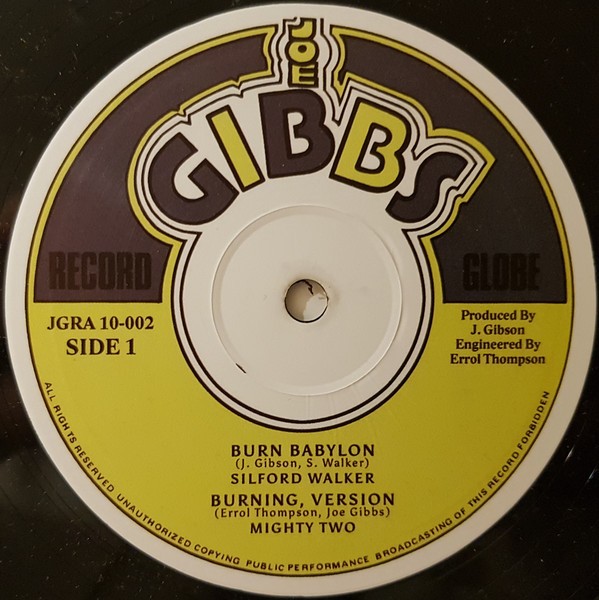 JOE
GIBBS
RECORD GLOBE
JGRA 10-002
SIDE 1
Produced By
J. Gibson
Engineered By
Errol Thompson
BURN BABYLON
(J. Gibson, S. Walker)
SILFORD WALKER
BURNING, VERSION
(Errol Thompson, Joe Gibbs)
MIGHTY TWO
ALL RIGHTS RESERVED UNAUTHORIZED COPYING PUBLIC PERFORMANCE BROADCASTING OF THIS RECORD FORBIDDEN